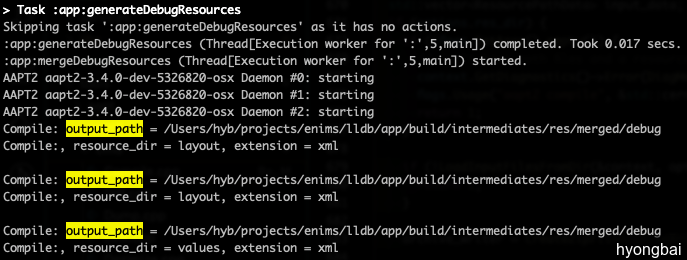 > Task :app:generateDebugResources
Skipping task ':app:generateDebugResources' as it has no actions.
:app:generateDebugResources (Thread[Execution worker for ':',5,main]) completed. Took 0.017 secs.
:app:mergeDebugResources (Thread[Execution worker for ':',5,main]) started.
AAPT2 aapt2-3.4.0-dev-5326820-osx Daemon #0: starting
AAPT2 aapt2-3.4.0-dev-5326820-osx Daemon #1: starting
AAPT2 aapt2-3.4.0-dev-5326820-osx Daemon #2: starting
Compile: output_path = /Users/hyb/projects/enims/lldb/app/build/intermediates/res/merged/debug
Compile:, resource_dir = layout, extension = xml
Compile: output_path = /Users/hyb/projects/enims/lldb/app/build/intermediates/res/merged/debug
Compile:, resource_dir = layout, extension = xml
Compile: output_path = /Users/hyb/projects/enims/lldb/app/build/intermediates/res/merged/debug
Compile:, resource_dir = values, extension = xml
hyongbai